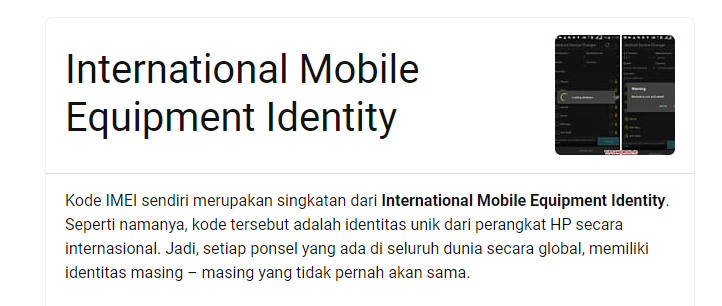 International Mobile
Equipment Identity
Kode IMEI sendiri merupakan singkatan dari International Mobile Equipment Identity.
Seperti namanya, kode tersebut adalah identitas unik dari perangkat HP secara
internasional. Jadi, setiap ponsel yang ada di seluruh dunia secara global, memiliki
identitas masing – masing yang tidak pernah akan sama.